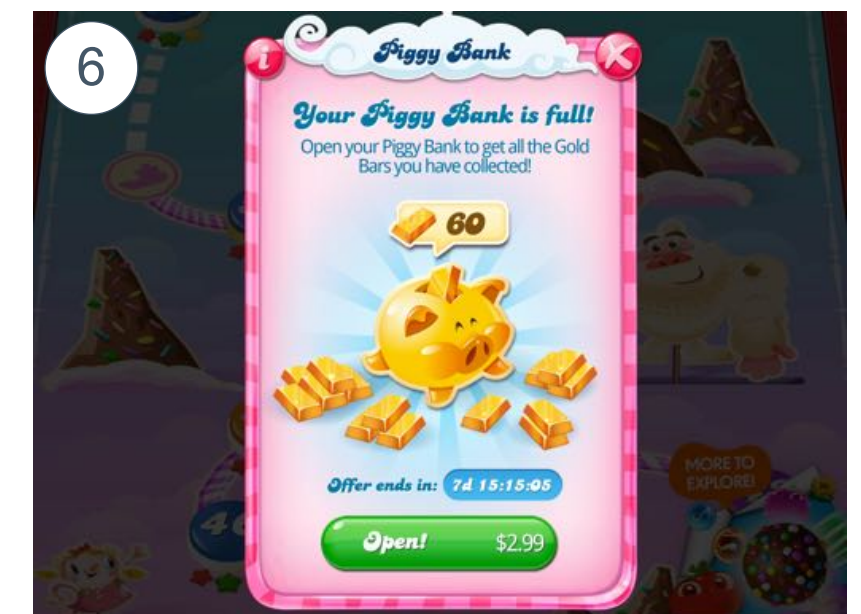 6
i
Piggy Bank
Your Piggy Bank is full!
Open your Piggy Bank to get all the Gold
Bars you have collected!
60
Offer ends in: 7d 15:15:05
MORE TO
EXPLORE!
Open! $2.99